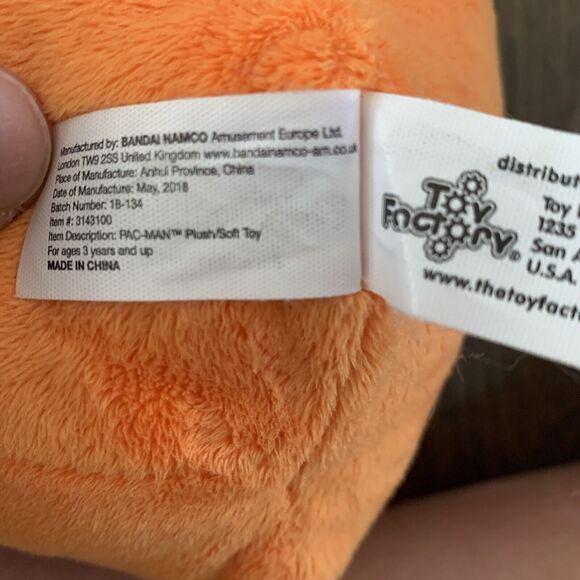 Manufactured by: BANDAI NAMCO Amusement Europe Ltd.
London TW9 2SS United Kingdom www.bandainamco-am.co.uk
Place of Manufacture: Anhui Province, China
Date of Manufacture: May, 2018
Batch Number: 18-134
Item #: 3143100
Item Description: PAC-MAN™ Plush/Soft Toy
For ages 3 years and up
MADE IN CHINA
distribut
Toy
1235
San A
U.S.A.
Toy
Factory®
www.thetoyfacto